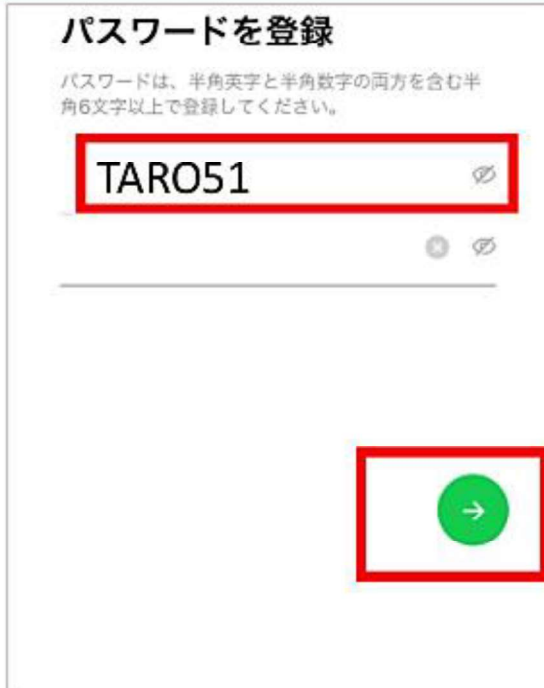 パスワードを登録
パスワードは、半角英字と半角数字の両方を含む半
角6文字以上で登録してください。
TARO51